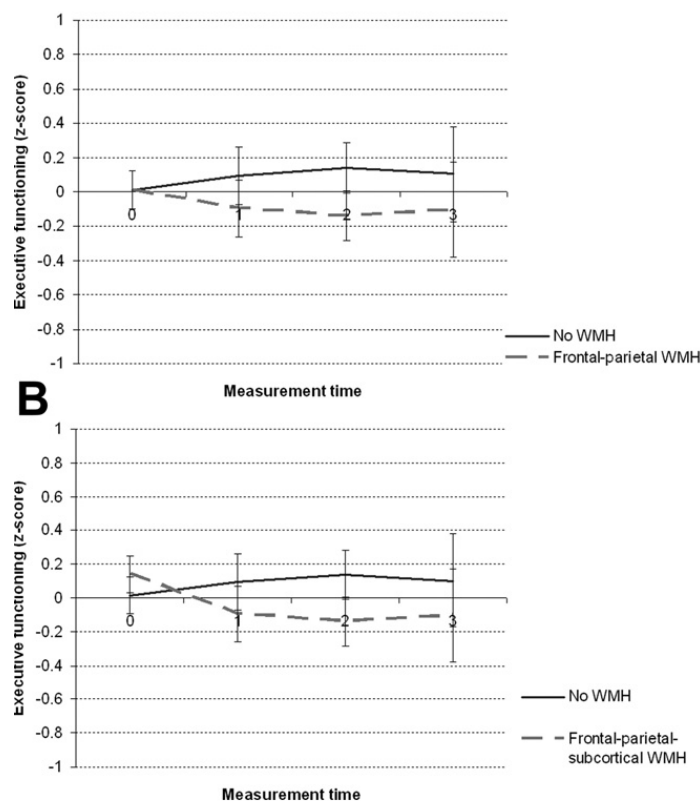 1
0.8
0.6
0.4
0.2
0
-0.2
-0.4
-0.6
-0.8
-1
Executive functioning (z-score)
0 1 2 3
No WMH
Frontal-parietal WMH
Measurement time
B
1
0.8
0.6
0.4
0.2
0
-0.2
-0.4
-0.6
-0.8
-1
Executive functioning (z-score)
0 1 2 3
No WMH
Frontal-parietal-
subcortical WMH
Measurement time